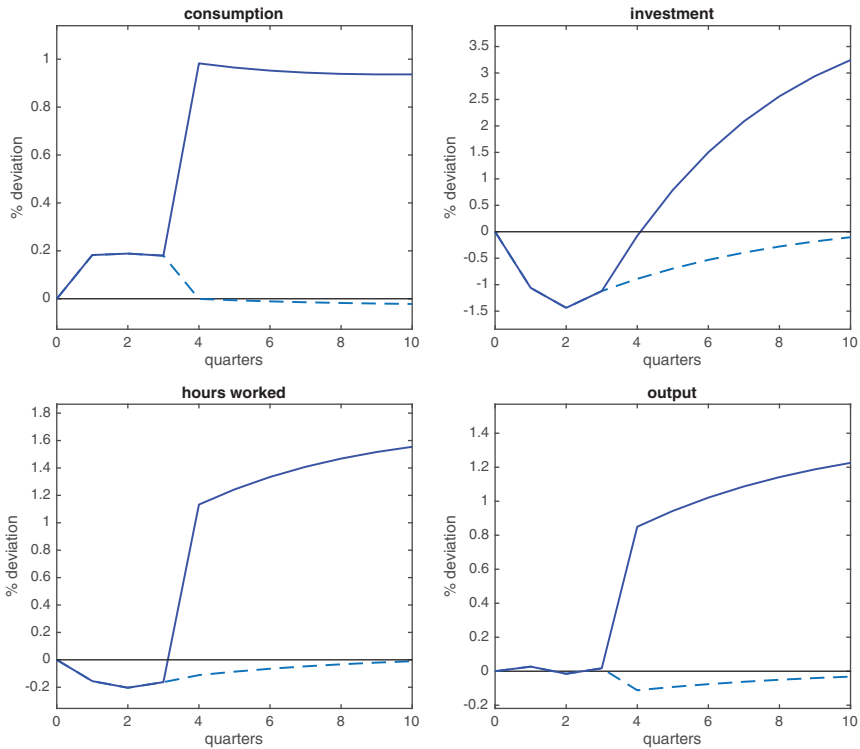 consumption
% deviation
1
0.8
0.6
0.4
0.2
0
0 2 4 6 8 10
quarters
investment
% deviation
3.5
3
2.5
2
1.5
1
0.5
0
-0.5
-1
-1.5
0 2 4 6 8 10
quarters
hours worked
% deviation
1.8
1.6
1.4
1.2
1
0.8
0.6
0.4
0.2
0
-0.2
0 2 4 6 8 10
quarters
output
% deviation
1.4
1.2
1
0.8
0.6
0.4
0.2
0
-0.2
0 2 4 6 8 10
quarters